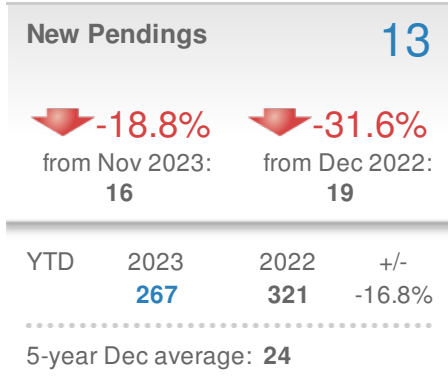 New Pendings 13
-18.8% -31.6%
from Nov 2023: from Dec 2022:
16 19
YTD 2023 2022 +/-
267 321 -16.8%
5-year Dec average: 24